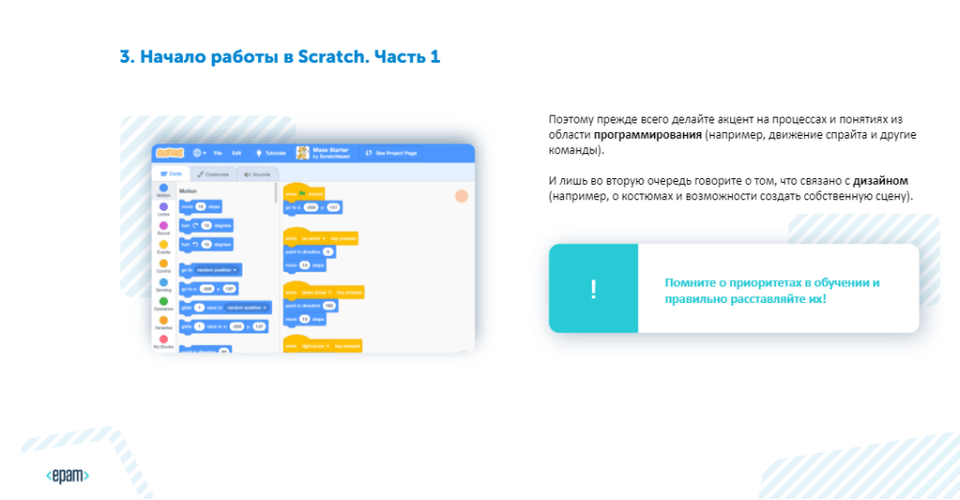 3. Начало работы в Scratch. Часть 1
Поэтому прежде всего делайте акцент на процессах и понятиях из
области программирования (например, движение спрайта и другие
команды).
И лишь во вторую очередь говорите о том, что связано с дизайном
(например, о костюмах и возможности создать собственную сцену).
!
Помните о приоритетах в обучении и
правильно расставляйте их!
SCRATCH File Edit Tutorials Maze Starter See Project Page
by Scratchteam
Code Costumes Sounds
Motion
Motion
Looks
Sound
Events
Control
Sensing
Operators
Variables
My Blocks
move 10 steps
turn 15 degrees
turn 15 degrees
go to random position
go to x: -205 y: 137
glide 1 secs to random position
glide 1 secs to x: -205 y: 137
when clicked
go to x: -205 y: 147
when up arrow key pressed
point in direction 0
move 10 steps
when down arrow key pressed
point in direction 180
move 10 steps
when right arrow key pressed
<epam>